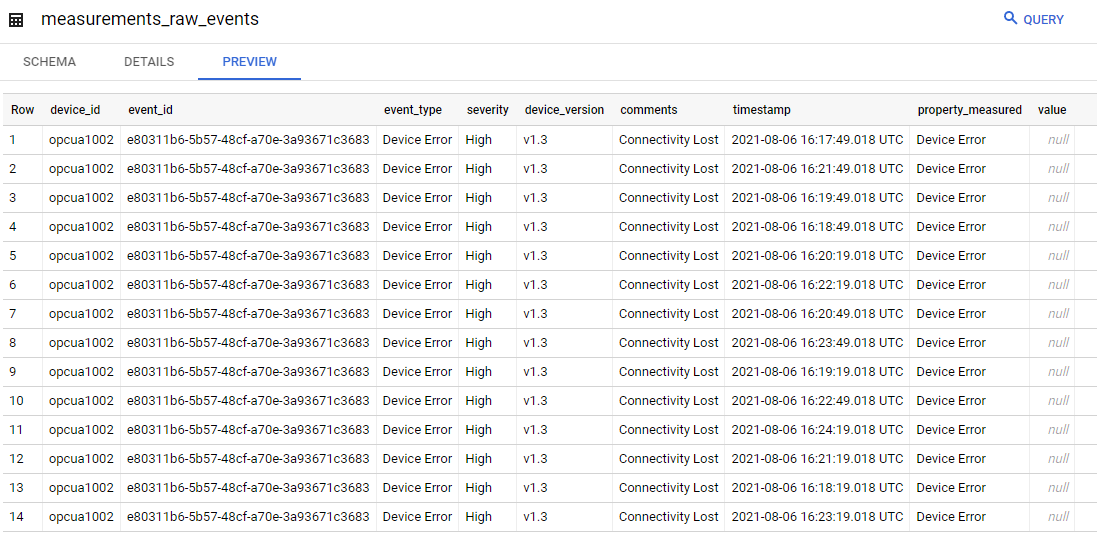 measurements_raw_events QUERY
SCHEMA DETAILS PREVIEW
Row device_id event_id event_type severity device_version comments timestamp property_measured value
1 opcua1002 e80311b6-5b57-48cf-a70e-3a93671c3683 Device Error High v1.3 Connectivity Lost 2021-08-06 16:17:49.018 UTC Device Error null
2 opcua1002 e80311b6-5b57-48cf-a70e-3a93671c3683 Device Error High v1.3 Connectivity Lost 2021-08-06 16:21:49.018 UTC Device Error null
3 opcua1002 e80311b6-5b57-48cf-a70e-3a93671c3683 Device Error High v1.3 Connectivity Lost 2021-08-06 16:19:49.018 UTC Device Error null
4 opcua1002 e80311b6-5b57-48cf-a70e-3a93671c3683 Device Error High v1.3 Connectivity Lost 2021-08-06 16:18:49.018 UTC Device Error null
5 opcua1002 e80311b6-5b57-48cf-a70e-3a93671c3683 Device Error High v1.3 Connectivity Lost 2021-08-06 16:20:19.018 UTC Device Error null
6 opcua1002 e80311b6-5b57-48cf-a70e-3a93671c3683 Device Error High v1.3 Connectivity Lost 2021-08-06 16:22:19.018 UTC Device Error null
7 opcua1002 e80311b6-5b57-48cf-a70e-3a93671c3683 Device Error High v1.3 Connectivity Lost 2021-08-06 16:20:49.018 UTC Device Error null
8 opcua1002 e80311b6-5b57-48cf-a70e-3a93671c3683 Device Error High v1.3 Connectivity Lost 2021-08-06 16:23:49.018 UTC Device Error null
9 opcua1002 e80311b6-5b57-48cf-a70e-3a93671c3683 Device Error High v1.3 Connectivity Lost 2021-08-06 16:19:19.018 UTC Device Error null
10 opcua1002 e80311b6-5b57-48cf-a70e-3a93671c3683 Device Error High v1.3 Connectivity Lost 2021-08-06 16:22:49.018 UTC Device Error null
11 opcua1002 e80311b6-5b57-48cf-a70e-3a93671c3683 Device Error High v1.3 Connectivity Lost 2021-08-06 16:24:19.018 UTC Device Error null
12 opcua1002 e80311b6-5b57-48cf-a70e-3a93671c3683 Device Error High v1.3 Connectivity Lost 2021-08-06 16:21:19.018 UTC Device Error null
13 opcua1002 e80311b6-5b57-48cf-a70e-3a93671c3683 Device Error High v1.3 Connectivity Lost 2021-08-06 16:18:19.018 UTC Device Error null
14 opcua1002 e80311b6-5b57-48cf-a70e-3a93671c3683 Device Error High v1.3 Connectivity Lost 2021-08-06 16:23:19.018 UTC Device Error null